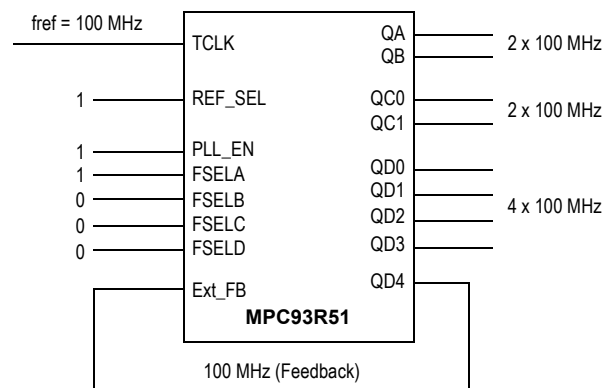 fref = 100 MHz
TCLK
QA
QB
2 x 100 MHz
1
REF_SEL
QC0
QC1
2 x 100 MHz
1
PLL_EN
1
FSELA
0
FSELB
0
FSELC
0
FSELD
QD0
QD1
QD2
QD3
4 x 100 MHz
Ext_FB
QD4
MPC93R51
100 MHz (Feedback)